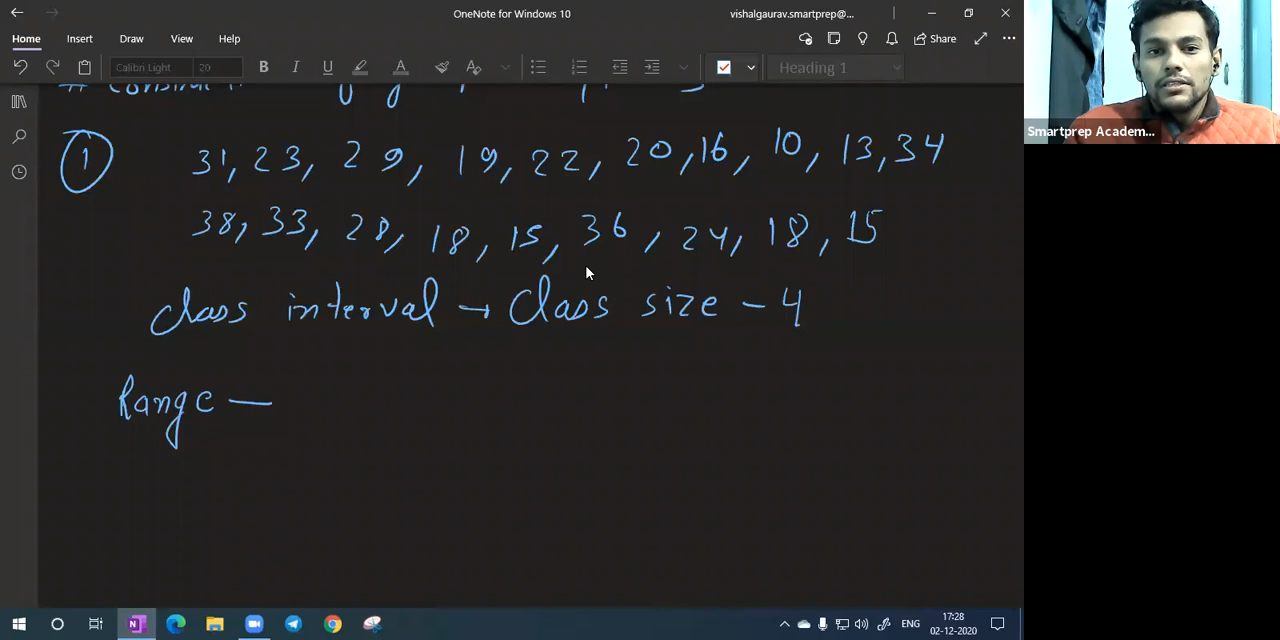 OneNote for Windows 10
vishalgaurav.smartprep@...
Home Insert Draw View Help
Share
Calibri Light 20 B I U A
Heading 1
① 31, 23, 29, 19, 22, 20, 16, 10, 13, 34
38, 33, 28, 18, 15, 36, 24, 18, 15
class interval → Class size - 4
Range —
Smartprep Academ...
ENG
17:28
02-12-2020